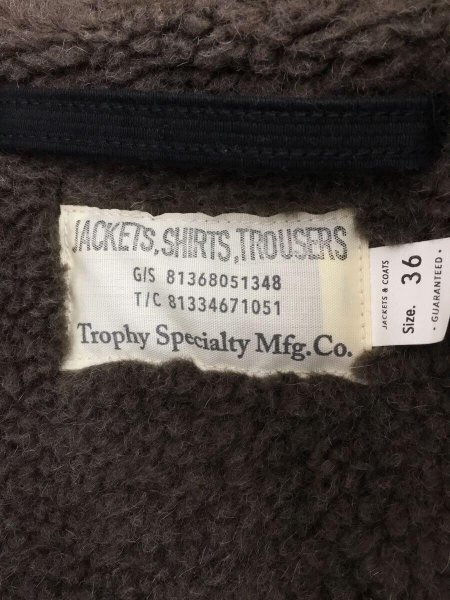 JACKETS,SHIRTS,TROUSERS
G/S 81368051348
T/C 81334671051
Trophy Specialty Mfg.Co.
JACKETS & COATS
Size. 36
• GUARANTEED •